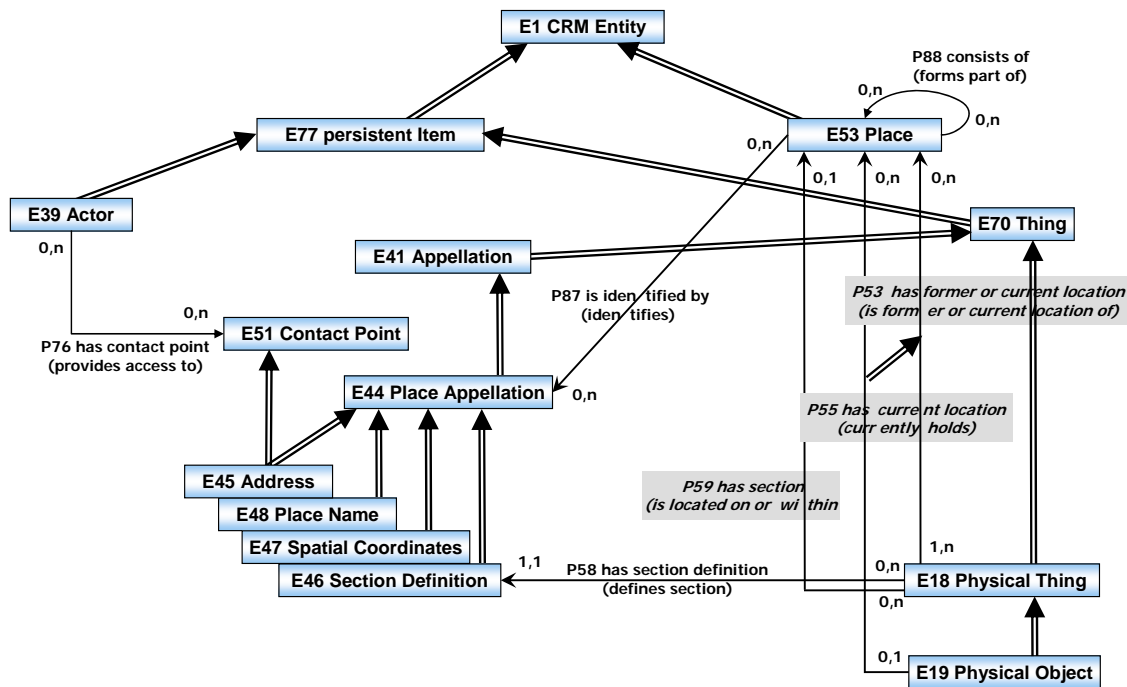 E1 CRM Entity
P88 consists of
(forms part of)
0,n
0,n
E77 persistent Item
E53 Place
0,n
0,1
0,n
0,n
E39 Actor
0,n
E70 Thing
E41 Appellation
P87 is iden tified by
(iden tifies)
P53 has former or current location
(is form er or current location of)
0,n
E51 Contact Point
P76 has contact point
(provides access to)
E44 Place Appellation
0,n
P55 has current location
(curr ently holds)
E45 Address
P59 has section
(is located on or wi thin
E48 Place Name
E47 Spatial Coordinates
1,n
1,1
P58 has section definition
(defines section)
0,n
E46 Section Definition
E18 Physical Thing
0,n
0,1
E19 Physical Object